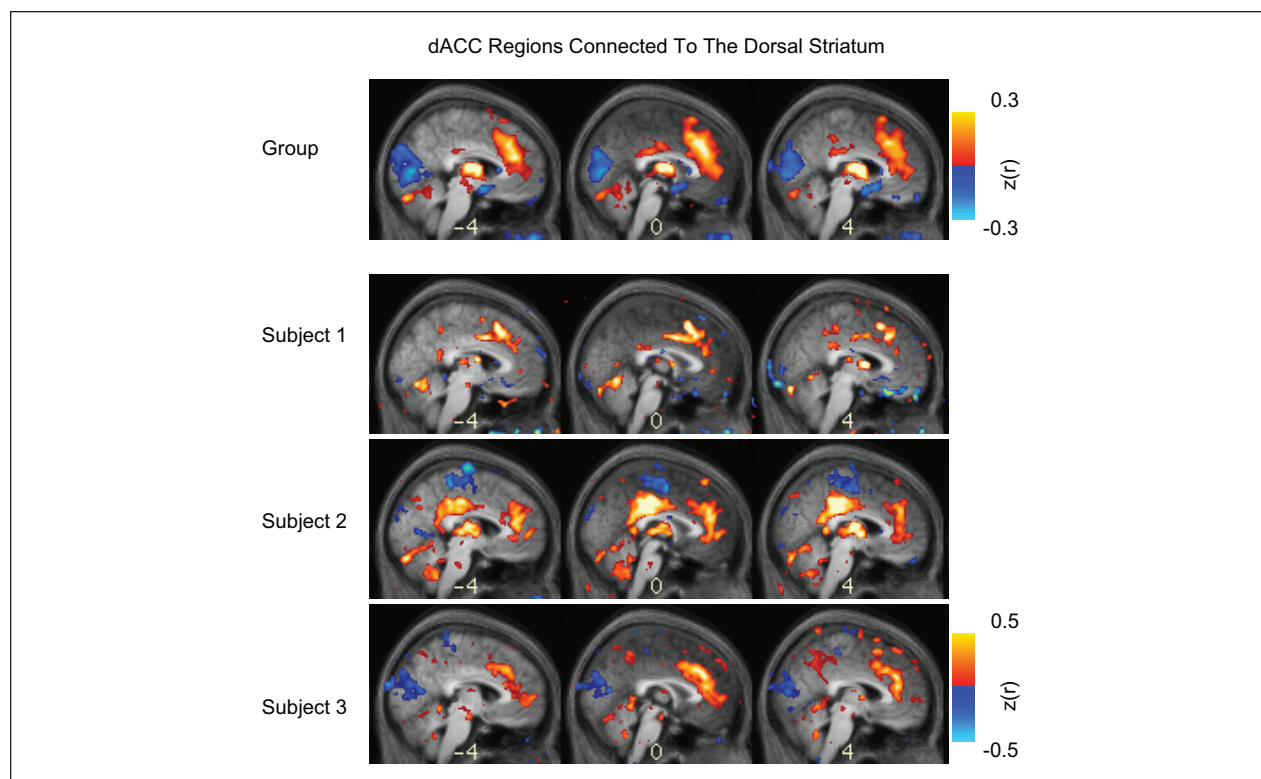 dACC Regions Connected To The Dorsal Striatum
Group
-4
0
4
0.3
z(r)
-0.3
Subject 1
-4
0
4
Subject 2
-4
0
4
Subject 3
-4
0
4
0.5
z(r)
-0.5